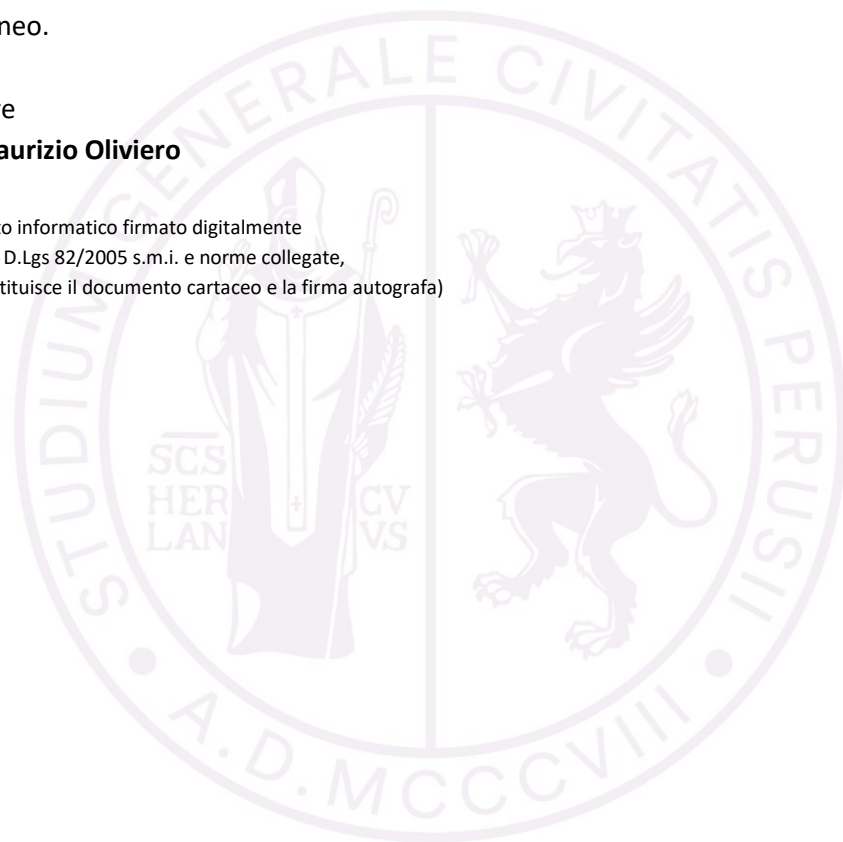 neo.
e
aurizio Oliviero
o informatico firmato digitalmente
D.Lgs 82/2005 s.m.i. e norme collegate,
tituisce il documento cartaceo e la firma autografa)
STUDIUM GENERALE CIVITATIS PERUSII
SCS
HER
LAN
CV
VS
A.D. MCCCVIII